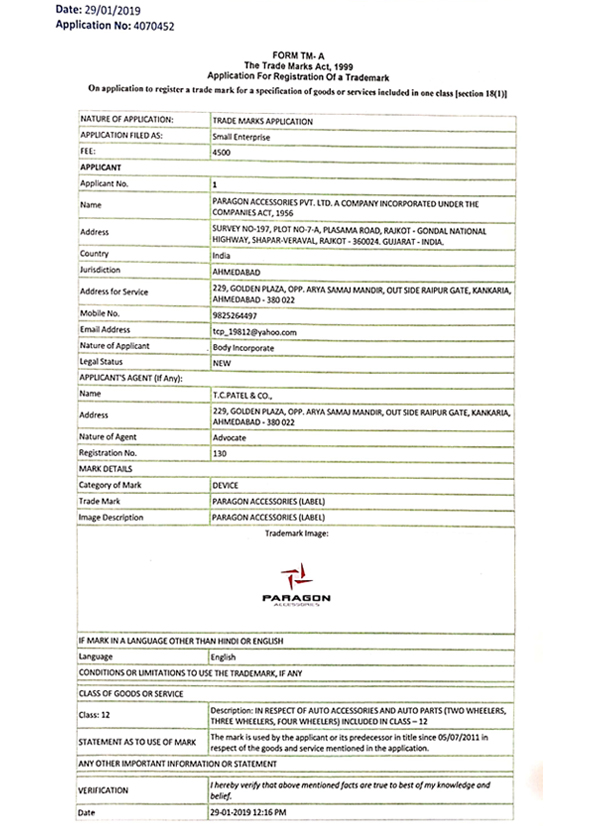 Date: 29/01/2019
Application No: 4070452
FORM TM- A
The Trade Marks Act, 1999
Application For Registration Of a Trademark
On application to register a trade mark for a specification of goods or services included in one class [section 18(1)]
NATURE OF APPLICATION: TRADE MARKS APPLICATION
APPLICATION FILED AS: Small Enterprise
FEE: 4500
APPLICANT
Applicant No. 1
Name PARAGON ACCESSORIES PVT. LTD. A COMPANY INCORPORATED UNDER THE
COMPANIES ACT, 1956
Address SURVEY NO-197, PLOT NO-7-A, PLASAMA ROAD, RAJKOT - GONDAL NATIONAL
HIGHWAY, SHAPAR-VERAVAL, RAJKOT - 360024. GUJARAT - INDIA.
Country India
Jurisdiction AHMEDABAD
Address for Service 229, GOLDEN PLAZA, OPP. ARYA SAMAJ MANDIR, OUT SIDE RAIPUR GATE, KANKARIA,
AHMEDABAD - 380 022
Mobile No. 9825264497
Email Address tcp_19812@yahoo.com
Nature of Applicant Body Incorporate
Legal Status NEW
APPLICANT'S AGENT (If Any):
Name T.C.PATEL & CO.,
Address 229, GOLDEN PLAZA, OPP. ARYA SAMAJ MANDIR, OUT SIDE RAIPUR GATE, KANKARIA,
AHMEDABAD - 380 022
Nature of Agent Advocate
Registration No. 130
MARK DETAILS
Category of Mark DEVICE
Trade Mark PARAGON ACCESSORIES (LABEL)
Image Description PARAGON ACCESSORIES (LABEL)
Trademark Image:
PARAGON
ACCESSORIES
IF MARK IN A LANGUAGE OTHER THAN HINDI OR ENGLISH
Language English
CONDITIONS OR LIMITATIONS TO USE THE TRADEMARK, IF ANY
CLASS OF GOODS OR SERVICE
Class: 12 Description: IN RESPECT OF AUTO ACCESSORIES AND AUTO PARTS (TWO WHEELERS,
THREE WHEELERS, FOUR WHEELERS) INCLUDED IN CLASS – 12
STATEMENT AS TO USE OF MARK The mark is used by the applicant or its predecessor in title since 05/07/2011 in
respect of the goods and service mentioned in the application.
ANY OTHER IMPORTANT INFORMATION OR STATEMENT
VERIFICATION I hereby verify that above mentioned facts are true to best of my knowledge and
belief.
Date 29-01-2019 12:16 PM